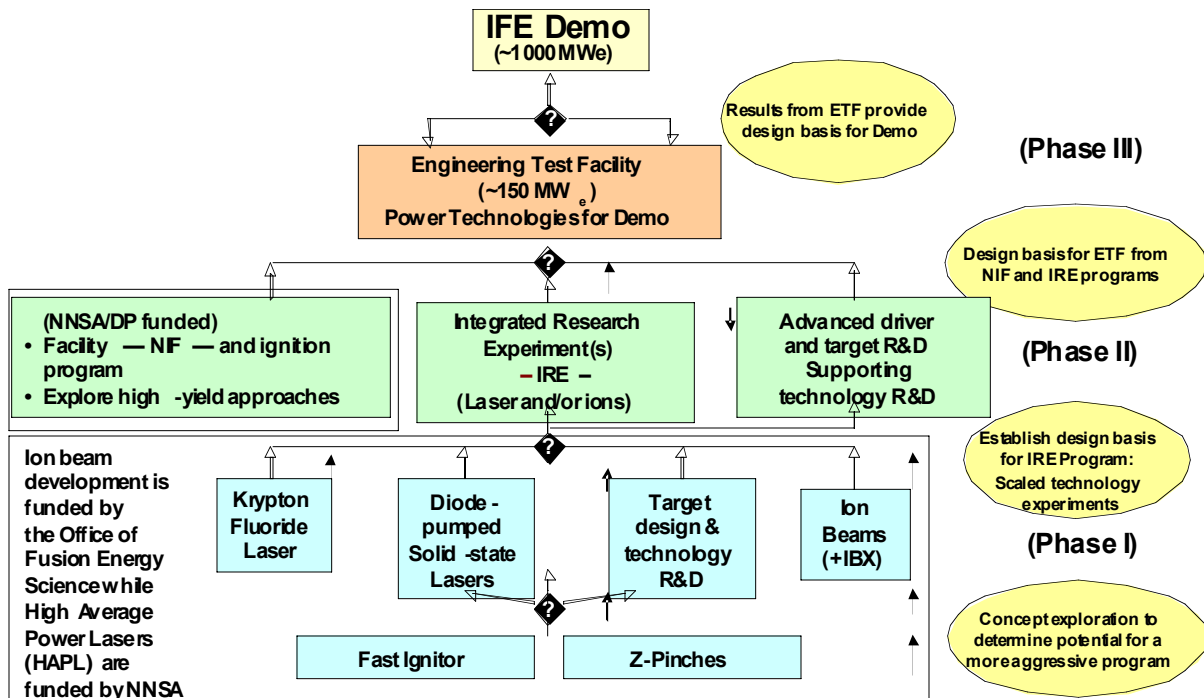 IFE Demo
(~1000 MWe)
?
Results from ETF provide
design basis for Demo
(Phase III)
Engineering Test Facility
(~150 MW e)
Power Technologies for Demo
?
Design basis for ETF from
NIF and IRE programs
(NNSA/DP funded)
• Facility — NIF — and ignition
program
• Explore high -yield approaches
Integrated Research
Experiment(s)
– IRE –
(Laser and/or ions)
Advanced driver
and target R&D
Supporting
technology R&D
(Phase II)
?
Establish design basis
for IRE Program:
Scaled technology
experiments
Ion beam
development is
funded by
the Office of
Fusion Energy
Science while
High Average
Power Lasers
(HAPL) are
funded by NNSA
Krypton
Fluoride
Laser
Diode -
pumped
Solid -state
Lasers
Target
design &
technology
R&D
Ion
Beams
(+IBX)
(Phase I)
?
Fast Ignitor
Z-Pinches
Concept exploration to
determine potential for a
more aggressive program